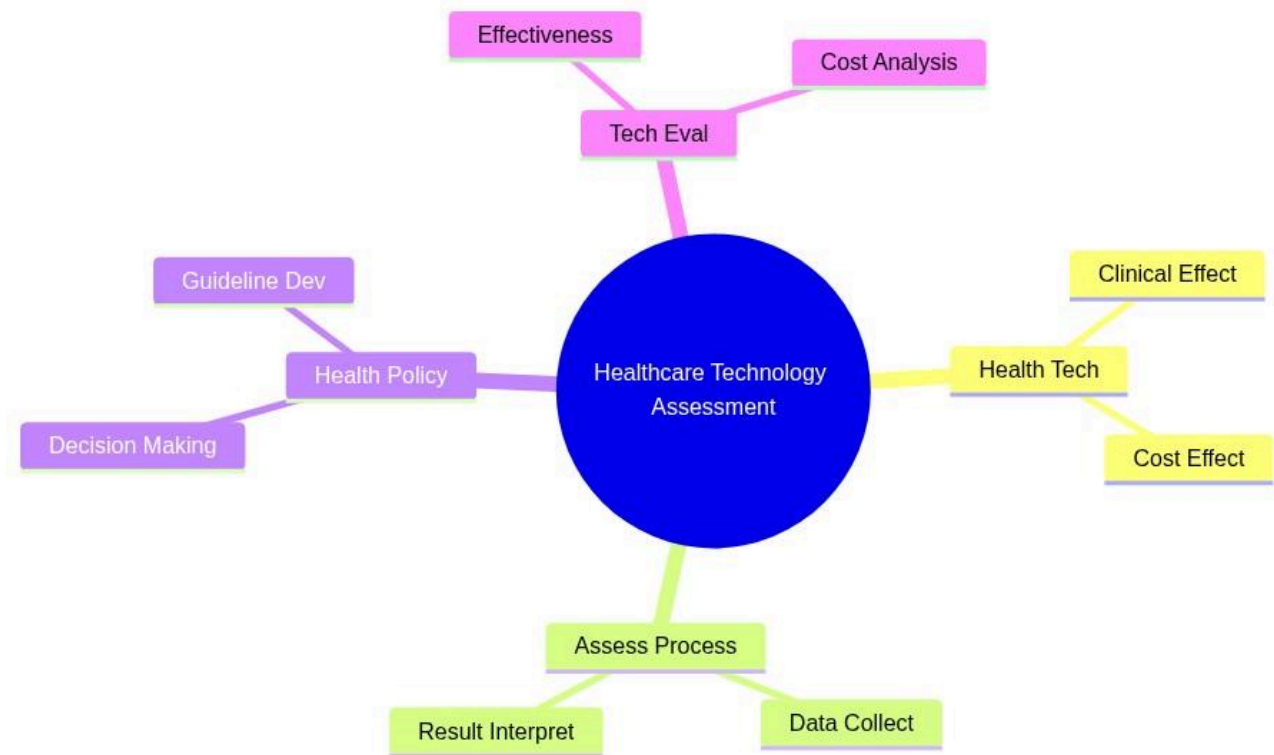 Effectiveness
Cost Analysis
Tech Eval
Guideline Dev
Clinical Effect
Health Policy
Healthcare Technology
Assessment
Health Tech
Decision Making
Cost Effect
Assess Process
Result Interpret
Data Collect